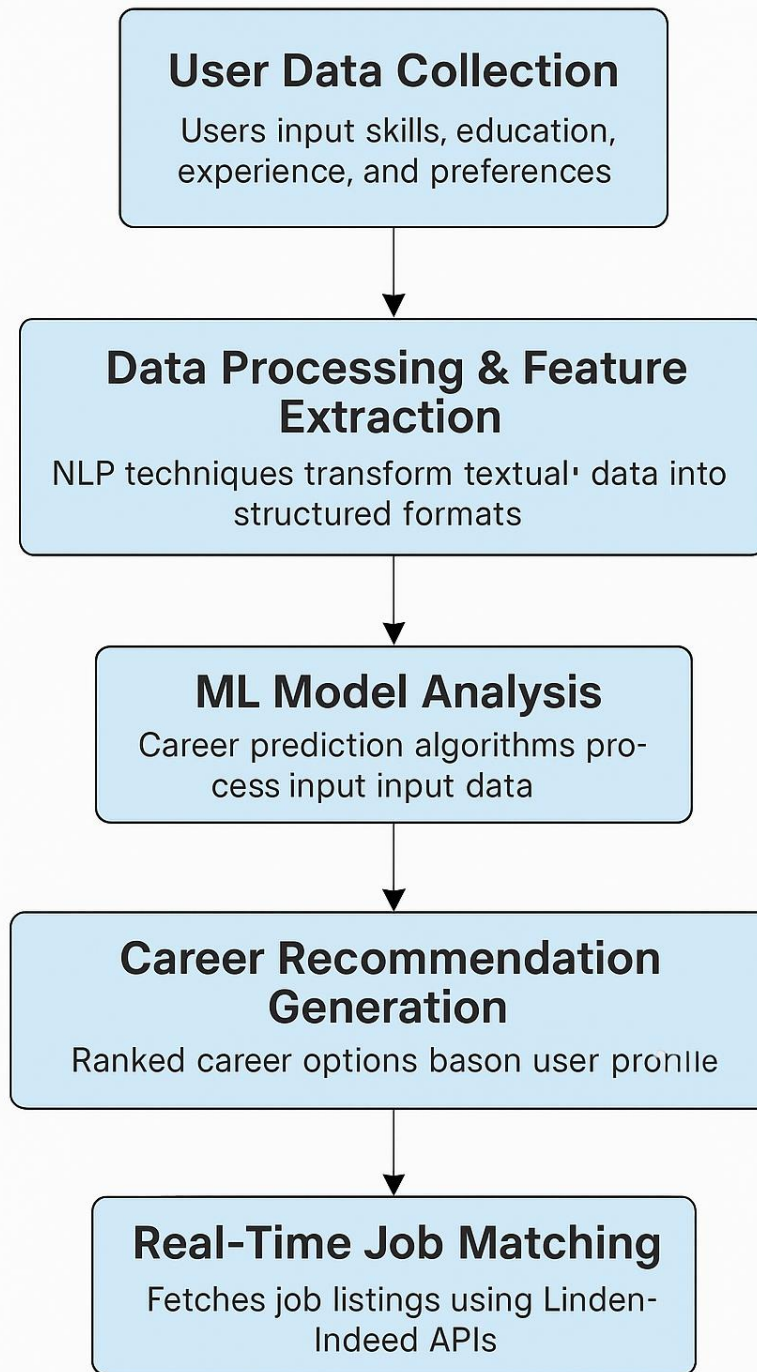 User Data Collection
Users input skills, education,
experience, and preferences
Data Processing & Feature
Extraction
NLP techniques transform textual' data into
structured formats
ML Model Analysis
Career prediction algorithms pro-
cess input input data
Career Recommendation
Generation
Ranked career options bason user
Real-Time Job Matching
Fetches job listings using Linden-
Indeed APIs